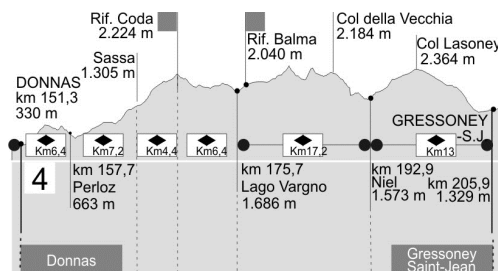 Rif. Coda
2.224 m
Sassa
1.305 m
DONNAS
km 151,3
330 m
Rif. Balma
2.040 m
Col della Vecchia
2.184 m
Col Lasoney
2.364 m
GRESSONEY
-S.J.
Km6,4
Km7,2
Km4,4
Km6,4
Km17,2
Km13
4
km 157,7
Perloz
663 m
km 175,7
Lago Vargno
1.686 m
km 192,9
Niel
1.573 m
km 205,9
1.329 m
Donnas
Gressoney
Saint-Jean